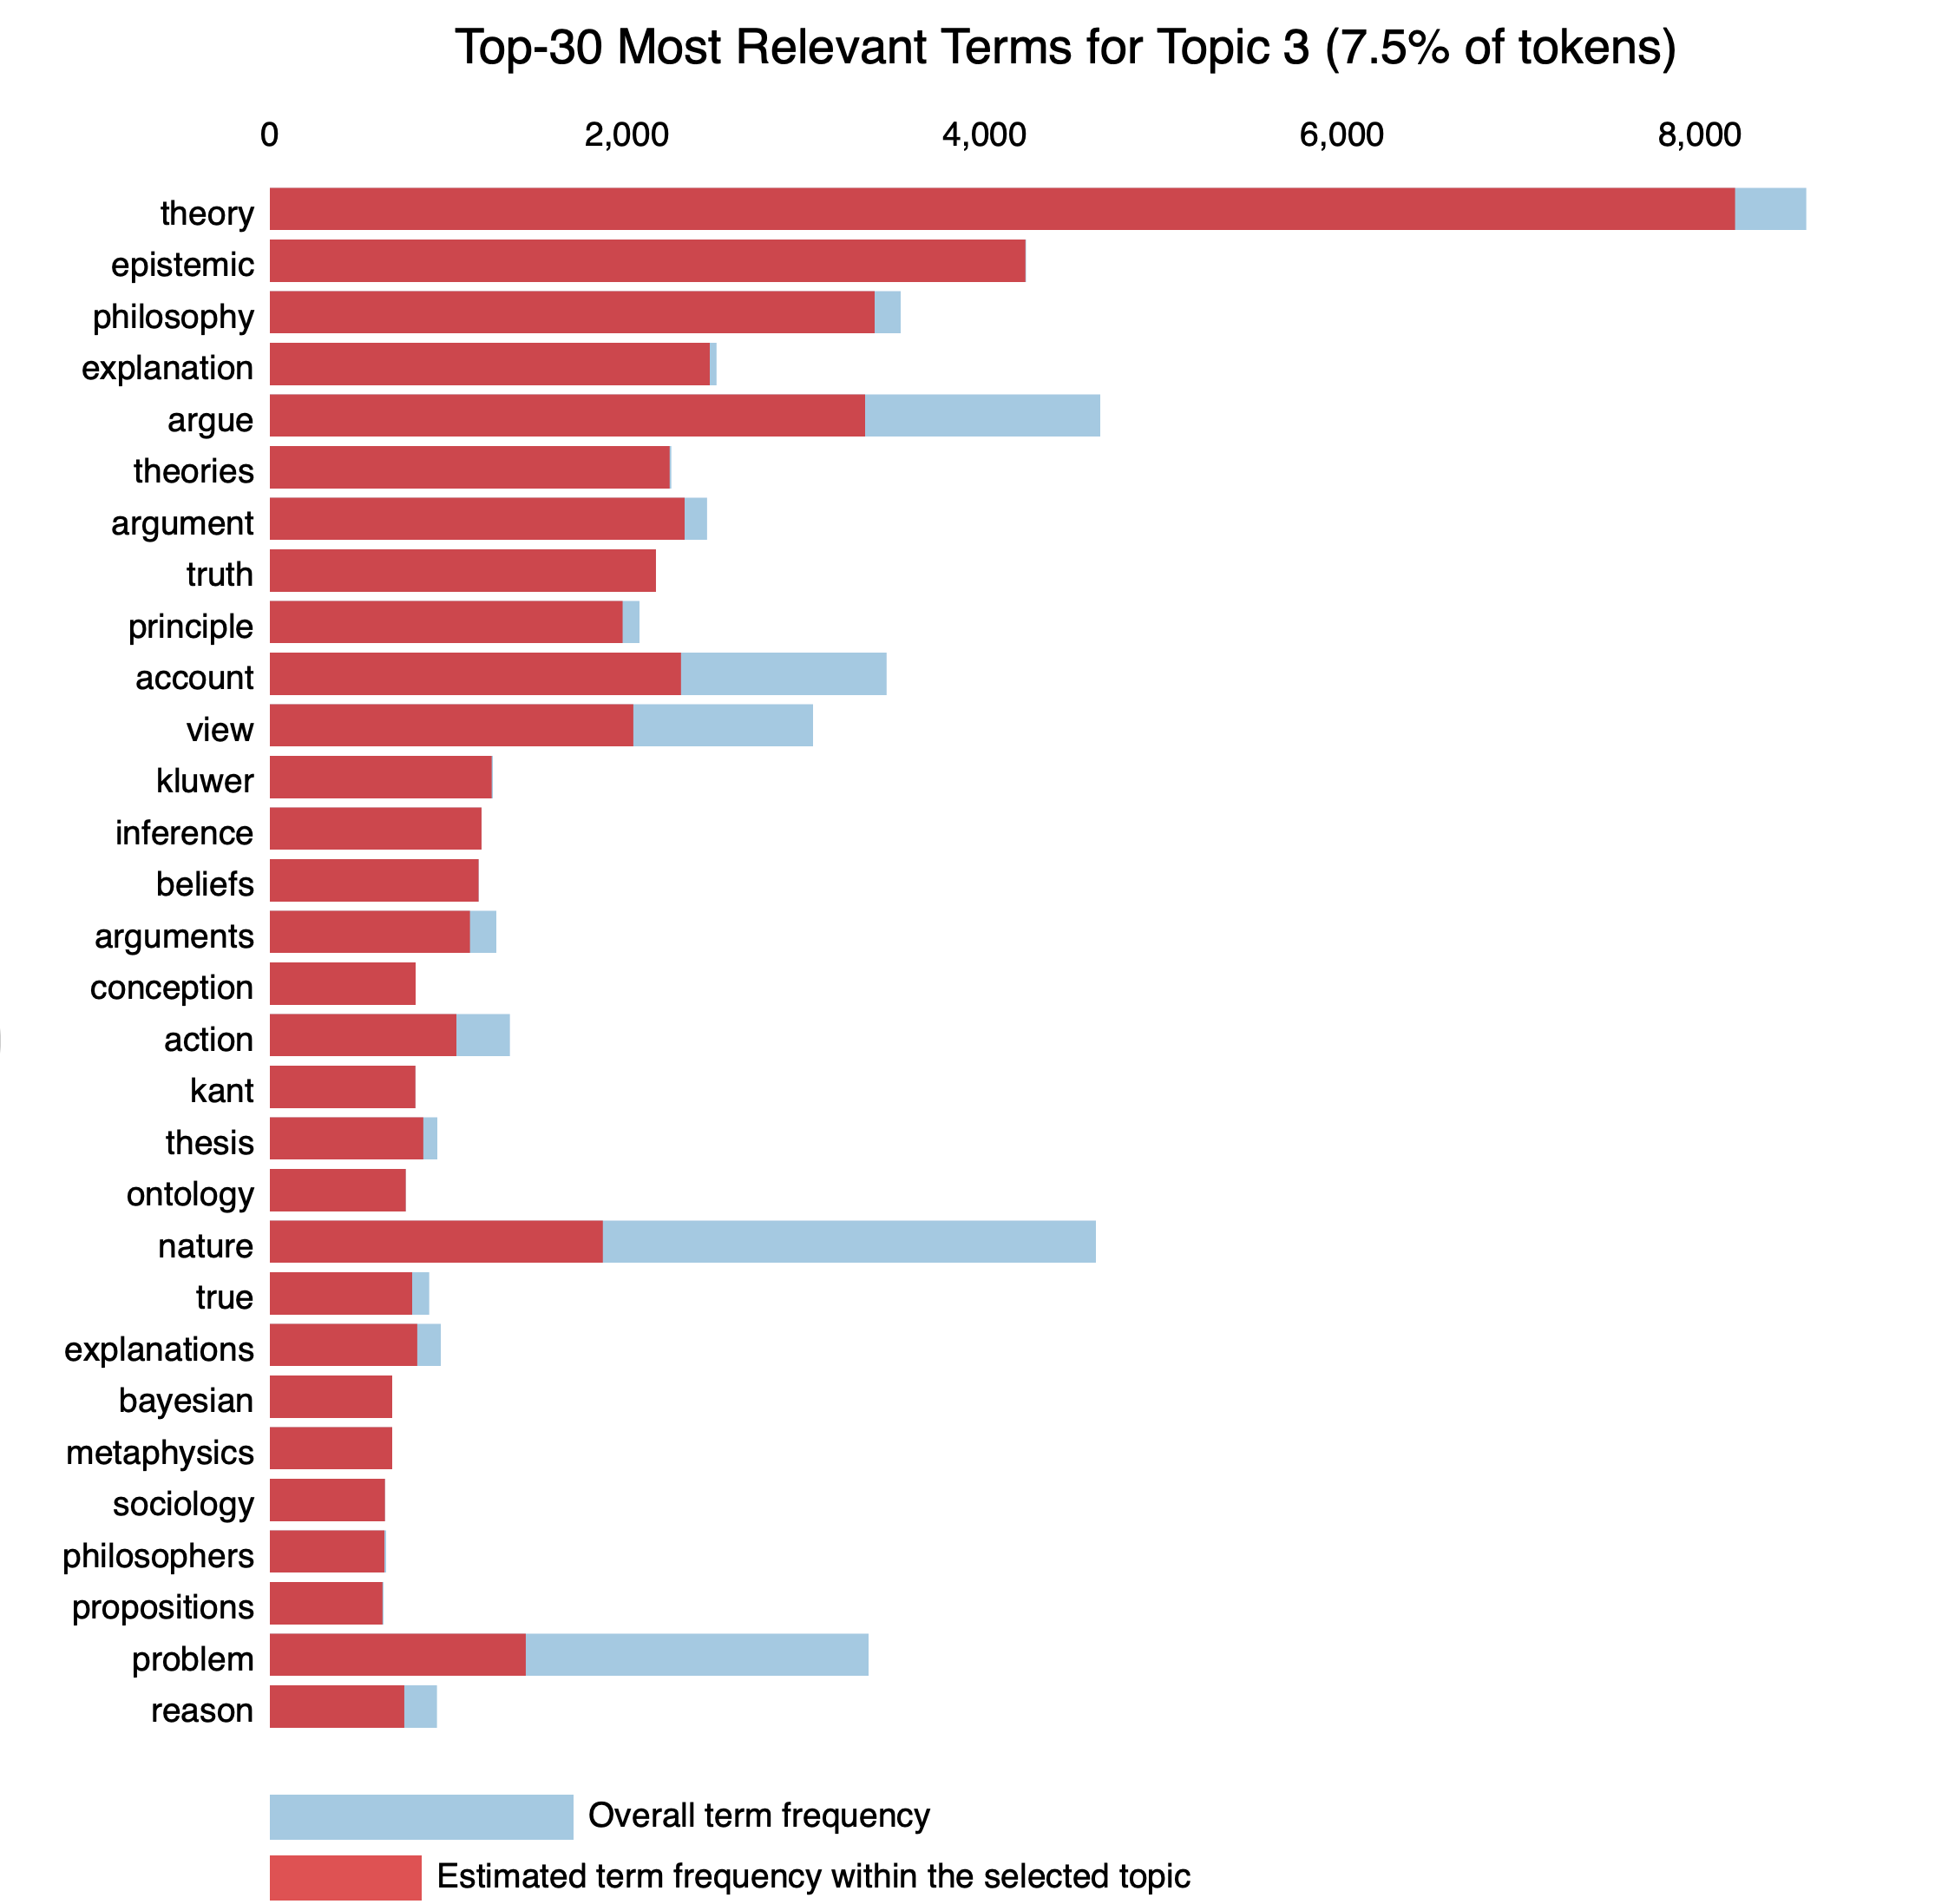 Top-30 Most Relevant Terms for Topic 3 (7.5% of tokens)
0 2,000 4,000 6,000 8,000
theory
epistemic
philosophy
explanation
argue
theories
argument
truth
principle
account
view
kluwer
inference
beliefs
arguments
conception
action
kant
thesis
ontology
nature
true
explanations
bayesian
metaphysics
sociology
philosophers
propositions
problem
reason
Overall term frequency
Estimated term frequency within the selected topic